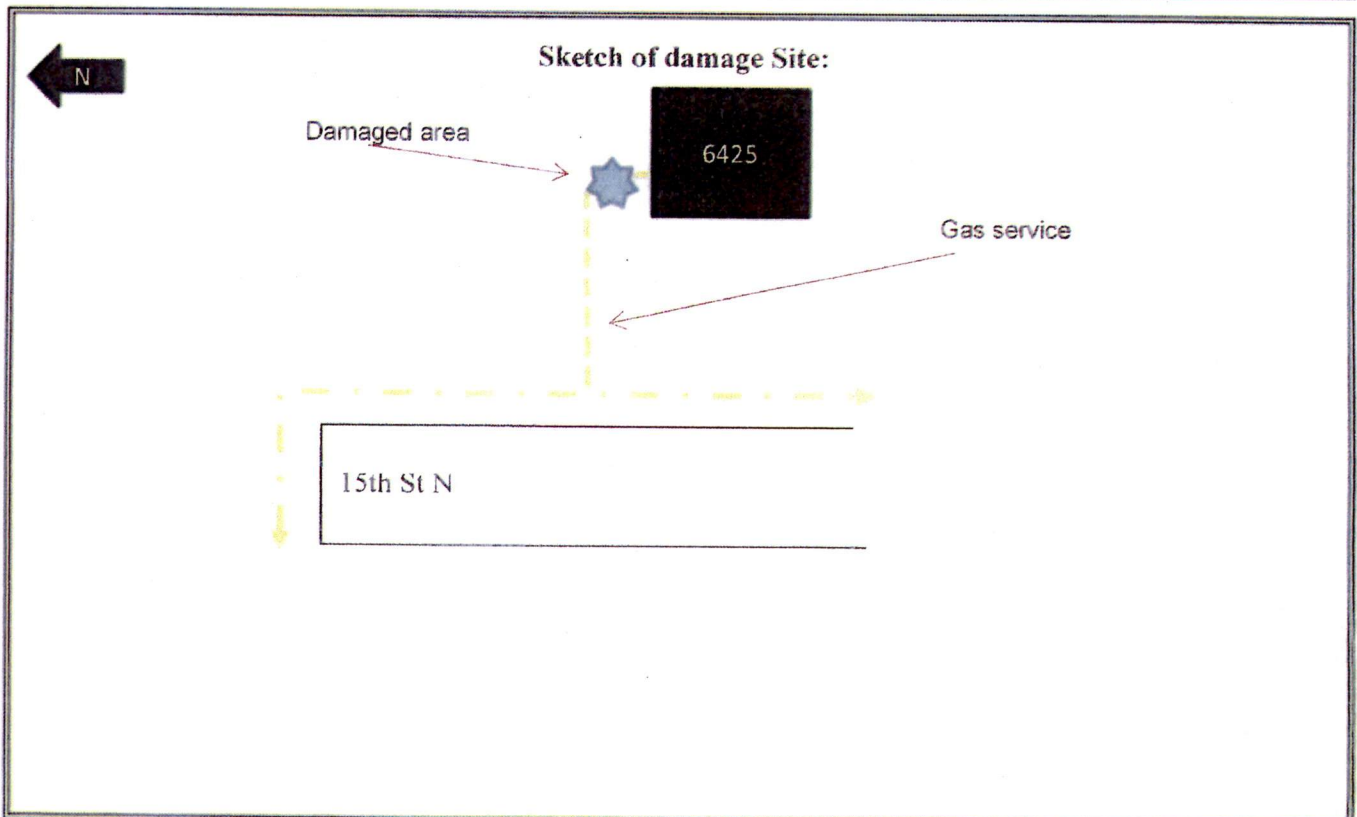 Sketch of damage Site:
N
Damaged area
6425
Gas service
15th St N